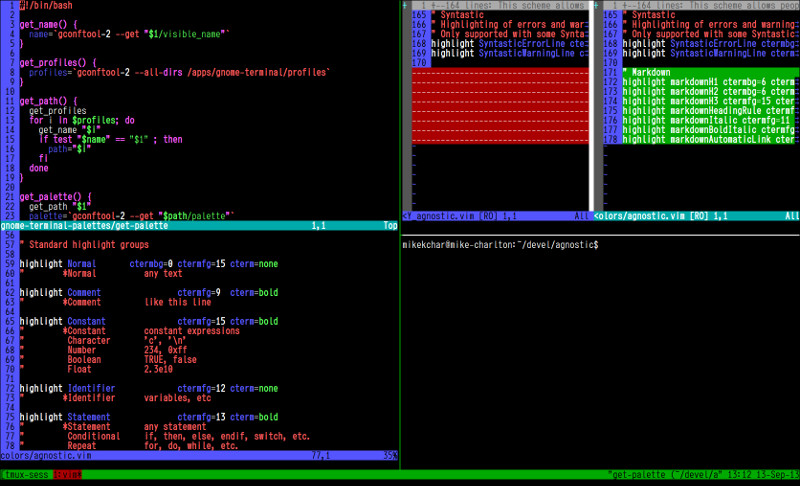 1 #!/bin/bash
2
3 get_name() {
4   name=`gconftool-2 --get "$1/visible_name"`
5 }
6
7 get_profiles() {
8   profiles=`gconftool-2 --all-dirs /apps/gnome-terminal/profiles`
9 }
10
11 get_path() {
12   get_profiles
13   for i in $profiles; do
14     get_name "$i"
15     if test "$name" == "$1" ; then
16       path="$i"
17     fi
18   done
19 }
20
21 get_palette() {
22   get_path "$1"
23   palette=`gconftool-2 --get "$path/palette"`
gnome-terminal-palettes/get-palette 1,1 Top
56
57 " Standard highlight groups
58
59 highlight Normal ctermbg=0 ctermfg=15 cterm=none
60 " *Normal any text
61
62 highlight Comment ctermfg=9 cterm=bold
63 " *Comment like this line
64
65 highlight Constant ctermfg=15 cterm=bold
66 " *Constant constant expressions
67 " Character 'c', '\n'
68 " Number 234, 0xff
69 " Boolean TRUE, false
70 " Float 2.3e10
71
72 highlight Identifier ctermfg=12 cterm=none
73 " *Identifier variables, etc
74
75 highlight Statement ctermfg=13 cterm=bold
76 " *Statement any statement
77 " Conditional if, then, else, endif, switch, etc.
78 " Repeat for, do, while, etc.
colors/agnostic.vim 77,1 35%
+ 1 +--164 lines: This scheme allows
165 " Syntastic
166 " Highlighting of errors and war
167 " Only supported with some Synta
168 highlight SyntasticErrorLine cte
169 highlight SyntasticWarningLine c
170
~
~
~
~
~
<Y_agnostic.vim [RO] 1,1 All
+ 1 +--164 lines: This scheme allows peop
165 " Syntastic
166 " Highlighting of errors and warning
167 " Only supported with some Syntastic
168 highlight SyntasticErrorLine ctermbg
169 highlight SyntasticWarningLine cterm
170
171 " Markdown
172 highlight markdownH1 ctermbg=6 cterm
173 highlight markdownH2 ctermbg=6 cterm
174 highlight markdownH3 ctermfg=15 cter
175 highlight markdownHeadingRule ctermf
176 highlight markdownItalic ctermfg=11
177 highlight markdownBoldItalic ctermfg
178 highlight markdownAutomaticLink cter
~
~
~
~
~
<olors/agnostic.vim [RO] 1,1 All
mikekchar@mike-charlton:~/devel/agnostic$
[tmux-sess 1:vim* "get-palette (~/devel/a" 13:12 13-Sep-13